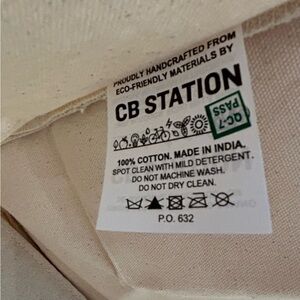 PROUDLY HANDCRAFTED FROM
ECO-FRIENDLY MATERIALS BY
CB STATION
QC-7
PASS
100% COTTON. MADE IN INDIA.
SPOT CLEAN WITH MILD DETERGENT.
DO NOT MACHINE WASH.
DO NOT DRY CLEAN.
P.O. 632